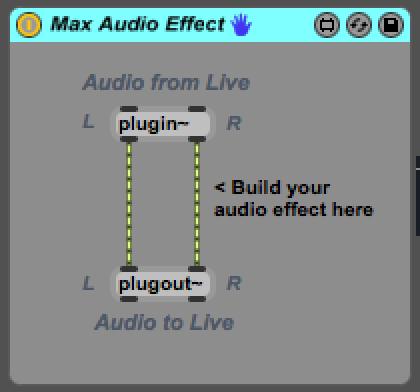 Max Audio Effect
Audio from Live
L plugin~ R
< Build your
audio effect here
L plugout~ R
Audio to Live